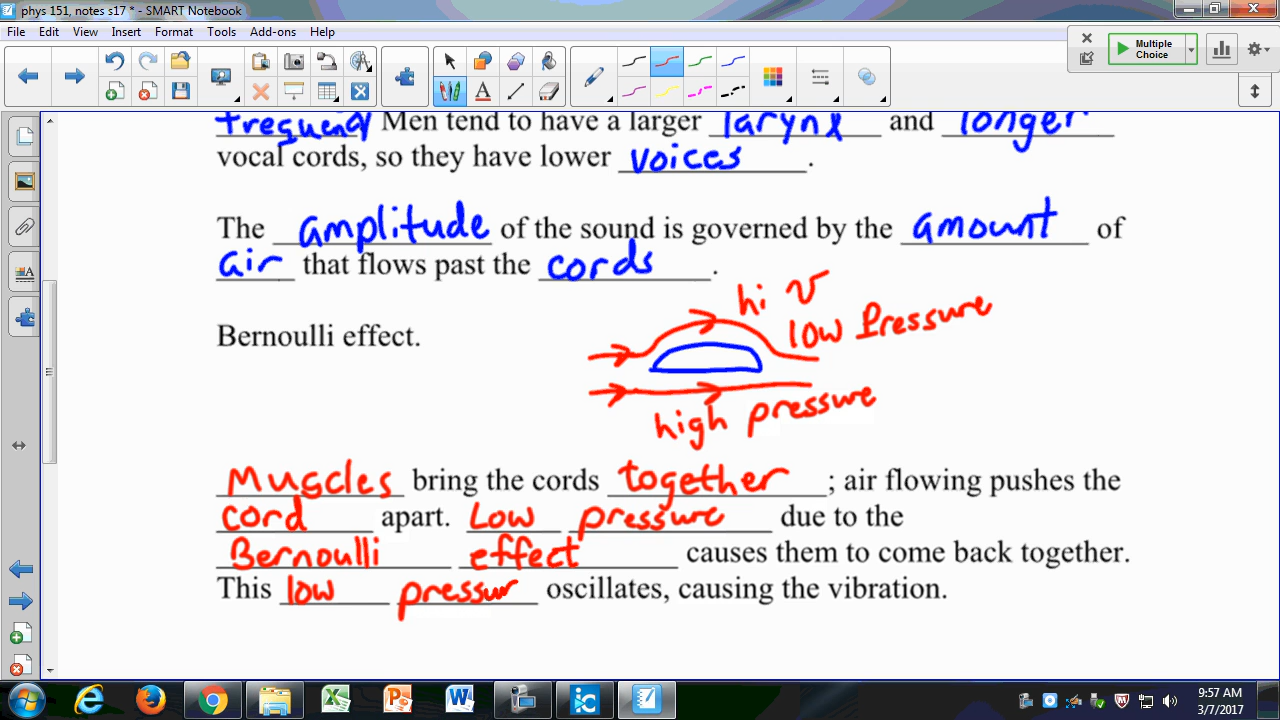 phys 151, notes s17 * - SMART Notebook
File Edit View Insert Format Tools Add-ons Help
Multiple Choice
frequency Men tend to have a larger larynx and longer
vocal cords, so they have lower voices.
The amplitude of the sound is governed by the amount of
air that flows past the cords.
hi v
low Pressure
Bernoulli effect.
high pressure
Muscles bring the cords together; air flowing pushes the
cord apart. Low pressure due to the
Bernoulli effect causes them to come back together.
This low pressur oscillates, causing the vibration.
9:57 AM
3/7/2017